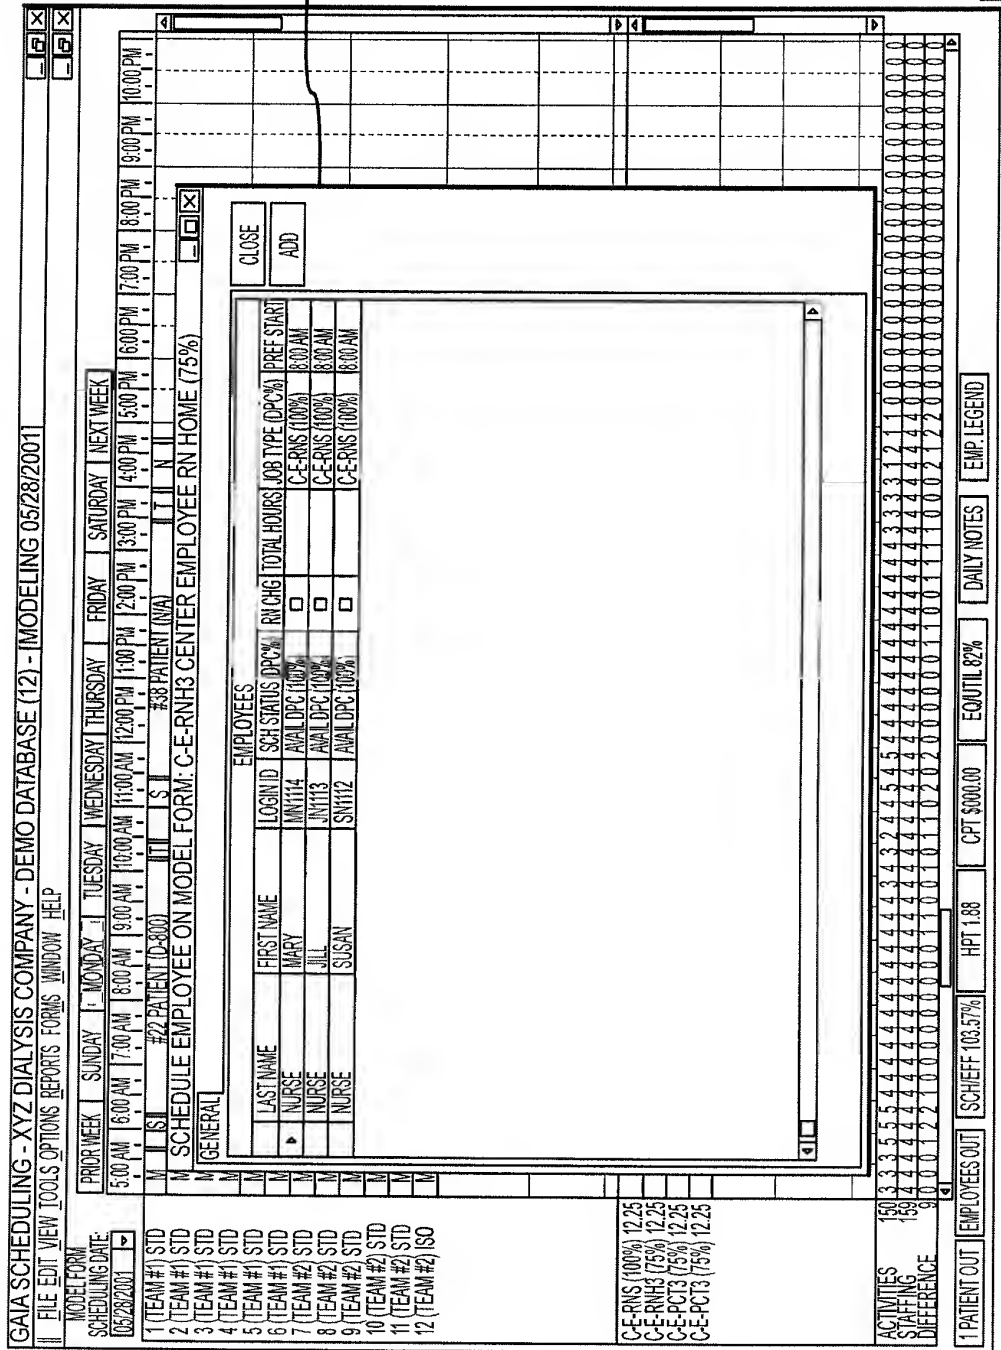 GAIA SCHEDULING - XYZ DIALYSIS COMPANY - DEMO DATABASE (12) - [MODELING 05/28/2001]
FILE EDIT VIEW TOOLS OPTIONS REPORTS FORMS WINDOW HELP
MODEL FORM
SCHEDULING DATE:
05/28/2001
PRIOR WEEK SUNDAY MONDAY TUESDAY WEDNESDAY THURSDAY FRIDAY SATURDAY NEXT WEEK
5:00 AM 6:00 AM 7:00 AM 8:00 AM 9:00 AM 10:00 AM 11:00 AM 12:00 PM 1:00 PM 2:00 PM 3:00 PM 4:00 PM 5:00 PM 6:00 PM 7:00 PM 8:00 PM 9:00 PM 10:00 PM
1 (TEAM #1) STD M S #22 PATIENT (D-800) T S #38 PATIENT (N/A) T N
2 (TEAM #1) STD M
3 (TEAM #1) STD M
4 (TEAM #1) STD M
5 (TEAM #1) STD M
6 (TEAM #1) STD M
7 (TEAM #2) STD M
8 (TEAM #2) STD M
9 (TEAM #2) STD M
10 (TEAM #2) STD M
11 (TEAM #2) STD M
12 (TEAM #2) ISO M
SCHEDULE EMPLOYEE ON MODEL FORM: C-E-RNH3 CENTER EMPLOYEE RN HOME (75%)
GENERAL
EMPLOYEES
LAST NAME FIRST NAME LOGIN ID SCH STATUS DPC% RN CHG TOTAL HOURS JOB TYPE (DPC%) PREF START
NURSE MARY MN1114 AVAIL DPC (100%) C-E-RNS (100%) 8:00 AM
NURSE JILL JN1113 AVAIL DPC (100%) C-E-RNS (100%) 8:00 AM
NURSE SUSAN SN1112 AVAIL DPC (100%) C-E-RNS (100%) 8:00 AM
CLOSE
ADD
C-E-RNS (100%) 12.25
C-E-RNH3 (75%) 12.25
C-E-PCT3 (75%) 12.25
C-E-PCT3 (75%) 12.25
ACTIVITIES 150
STAFFING 159
DIFFERENCE 9
1 PATIENT OUT EMPLOYEES OUT SCH/EFF 103.57% HPT 1.88 CPT $000.00 EQ/UTIL 82% DAILY NOTES EMP. LEGEND